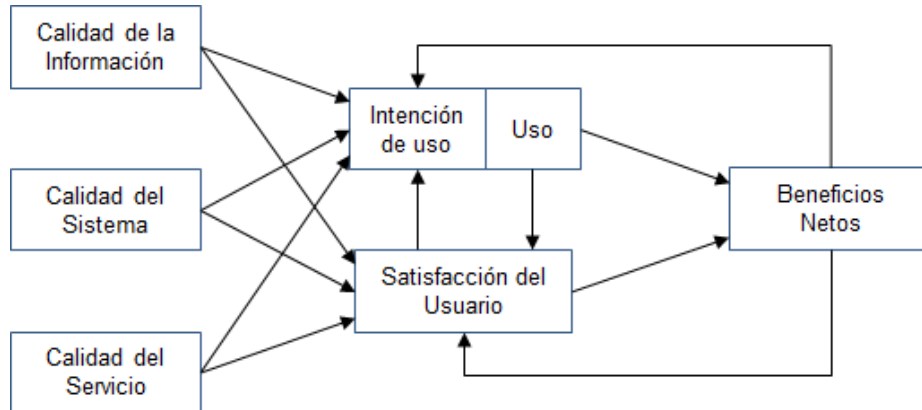 Calidad de la
Información
Intención
de uso
Uso
Calidad del
Sistema
Beneficios
Netos
Satisfacción del
Usuario
Calidad del
Servicio